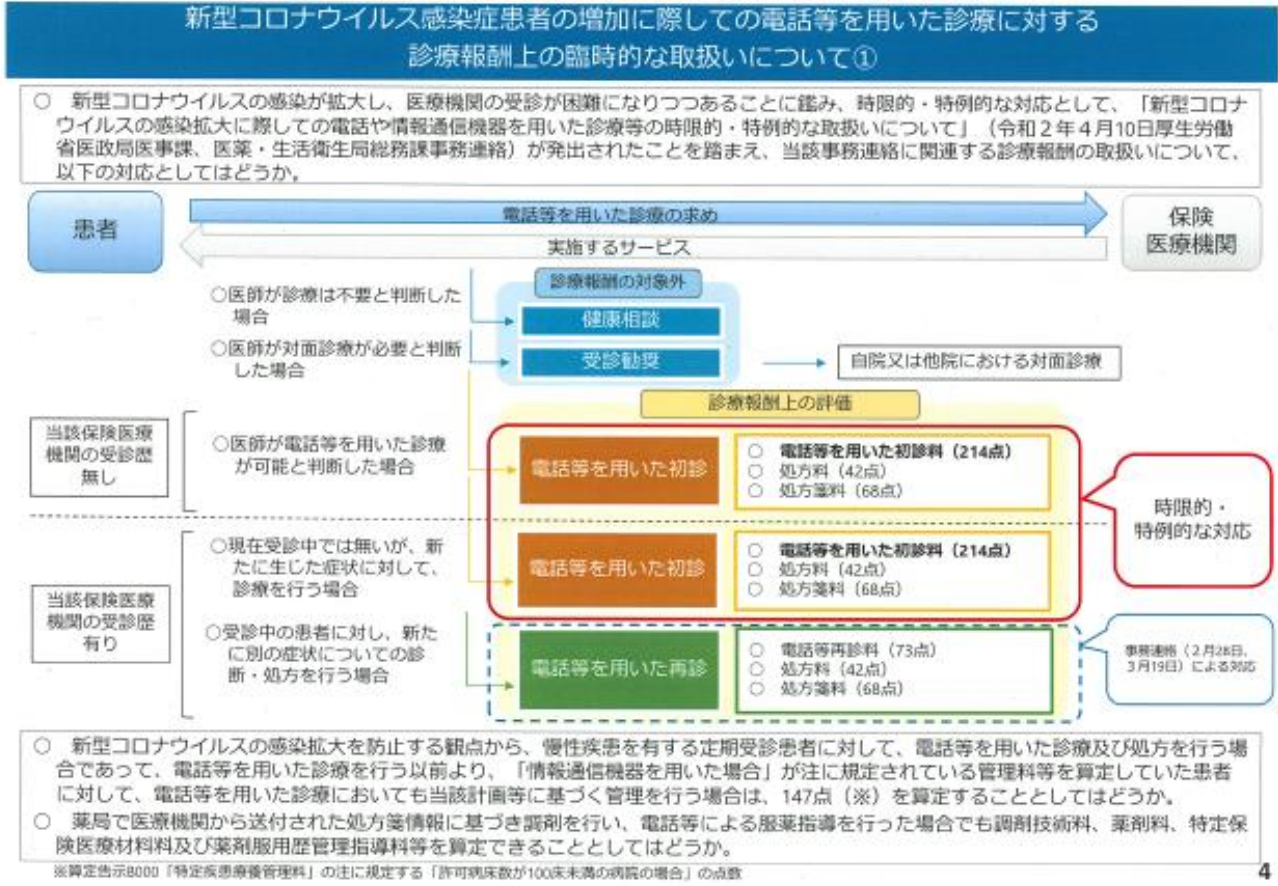 新型コロナウイルス感染症患者の増加に際しての電話等を用いた診療に対する
診療報酬上の臨時的な取扱いについて①
○　新型コロナウイルスの感染が拡大し、医療機関の受診が困難になりつつあることに鑑み、時限的・特例的な対応として、「新型コロナ
ウイルスの感染拡大に際しての電話や情報通信機器を用いた診療等の時限的・特例的な取扱いについて」（令和２年４月10日厚生労働
省医政局医事課、医薬・生活衛生局総務課事務連絡）が発出されたことを踏まえ、当該事務連絡に関連する診療報酬の取扱いについて、
以下の対応としてはどうか。
患者
電話等を用いた診療の求め
実施するサービス
保険
医療機関
診療報酬の対象外
○医師が診療は不要と判断した
場合
健康相談
○医師が対面診療が必要と判断
した場合
受診勧奨
自院又は他院における対面診療
診療報酬上の評価
当該保険医療
機関の受診歴
無し
○医師が電話等を用いた診療
が可能と判断した場合
電話等を用いた初診
○　電話等を用いた初診料（214点）
○　処方料（42点）
○　処方箋料（68点）
時限的・
特例的な対応
当該保険医療
機関の受診歴
有り
○現在受診中では無いが、新
たに生じた症状に対して、
診療を行う場合
電話等を用いた初診
○　電話等を用いた初診料（214点）
○　処方料（42点）
○　処方箋料（68点）
○受診中の患者に対し、新た
に別の症状についての診
断・処方を行う場合
電話等を用いた再診
○　電話等再診料（73点）
○　処方料（42点）
○　処方箋料（68点）
事務連絡（２月28日、
３月19日）による対応
○　新型コロナウイルスの感染拡大を防止する観点から、慢性疾患を有する定期受診患者に対して、電話等を用いた診療及び処方を行う場
合であって、電話等を用いた診療を行う以前より、「情報通信機器を用いた場合」が注に規定されている管理料等を算定していた患者
に対して、電話等を用いた診療においても当該計画等に基づく管理を行う場合は、147点（※）を算定することとしてはどうか。
○　薬局で医療機関から送付された処方箋情報に基づき調剤を行い、電話等による服薬指導を行った場合でも調剤技術料、薬剤料、特定保
険医療材料料及び薬剤服用歴管理指導料等を算定できることとしてはどうか。
※算定告示B000「特定疾患療養管理料」の注に規定する「許可病床数が100床未満の病院の場合」の点数
4